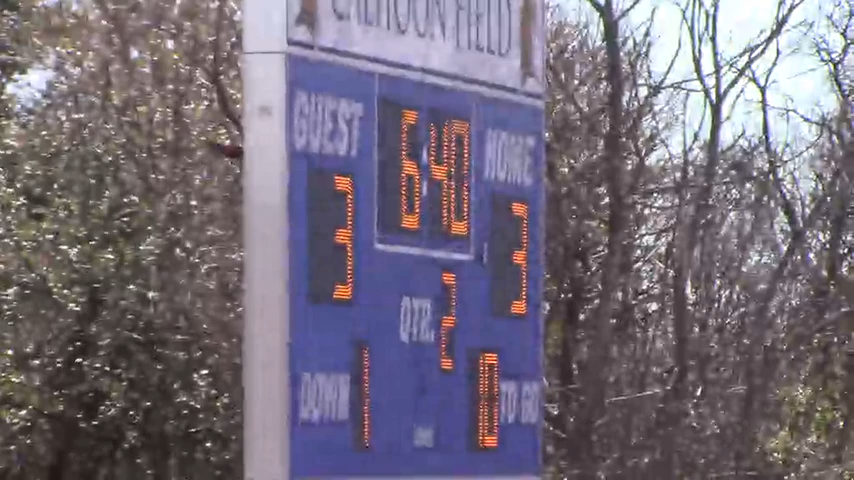 CALHOUN FIELD
GUEST 6:40 HOME
3 3
QTR. 2
DOWN 1 0 TO GO